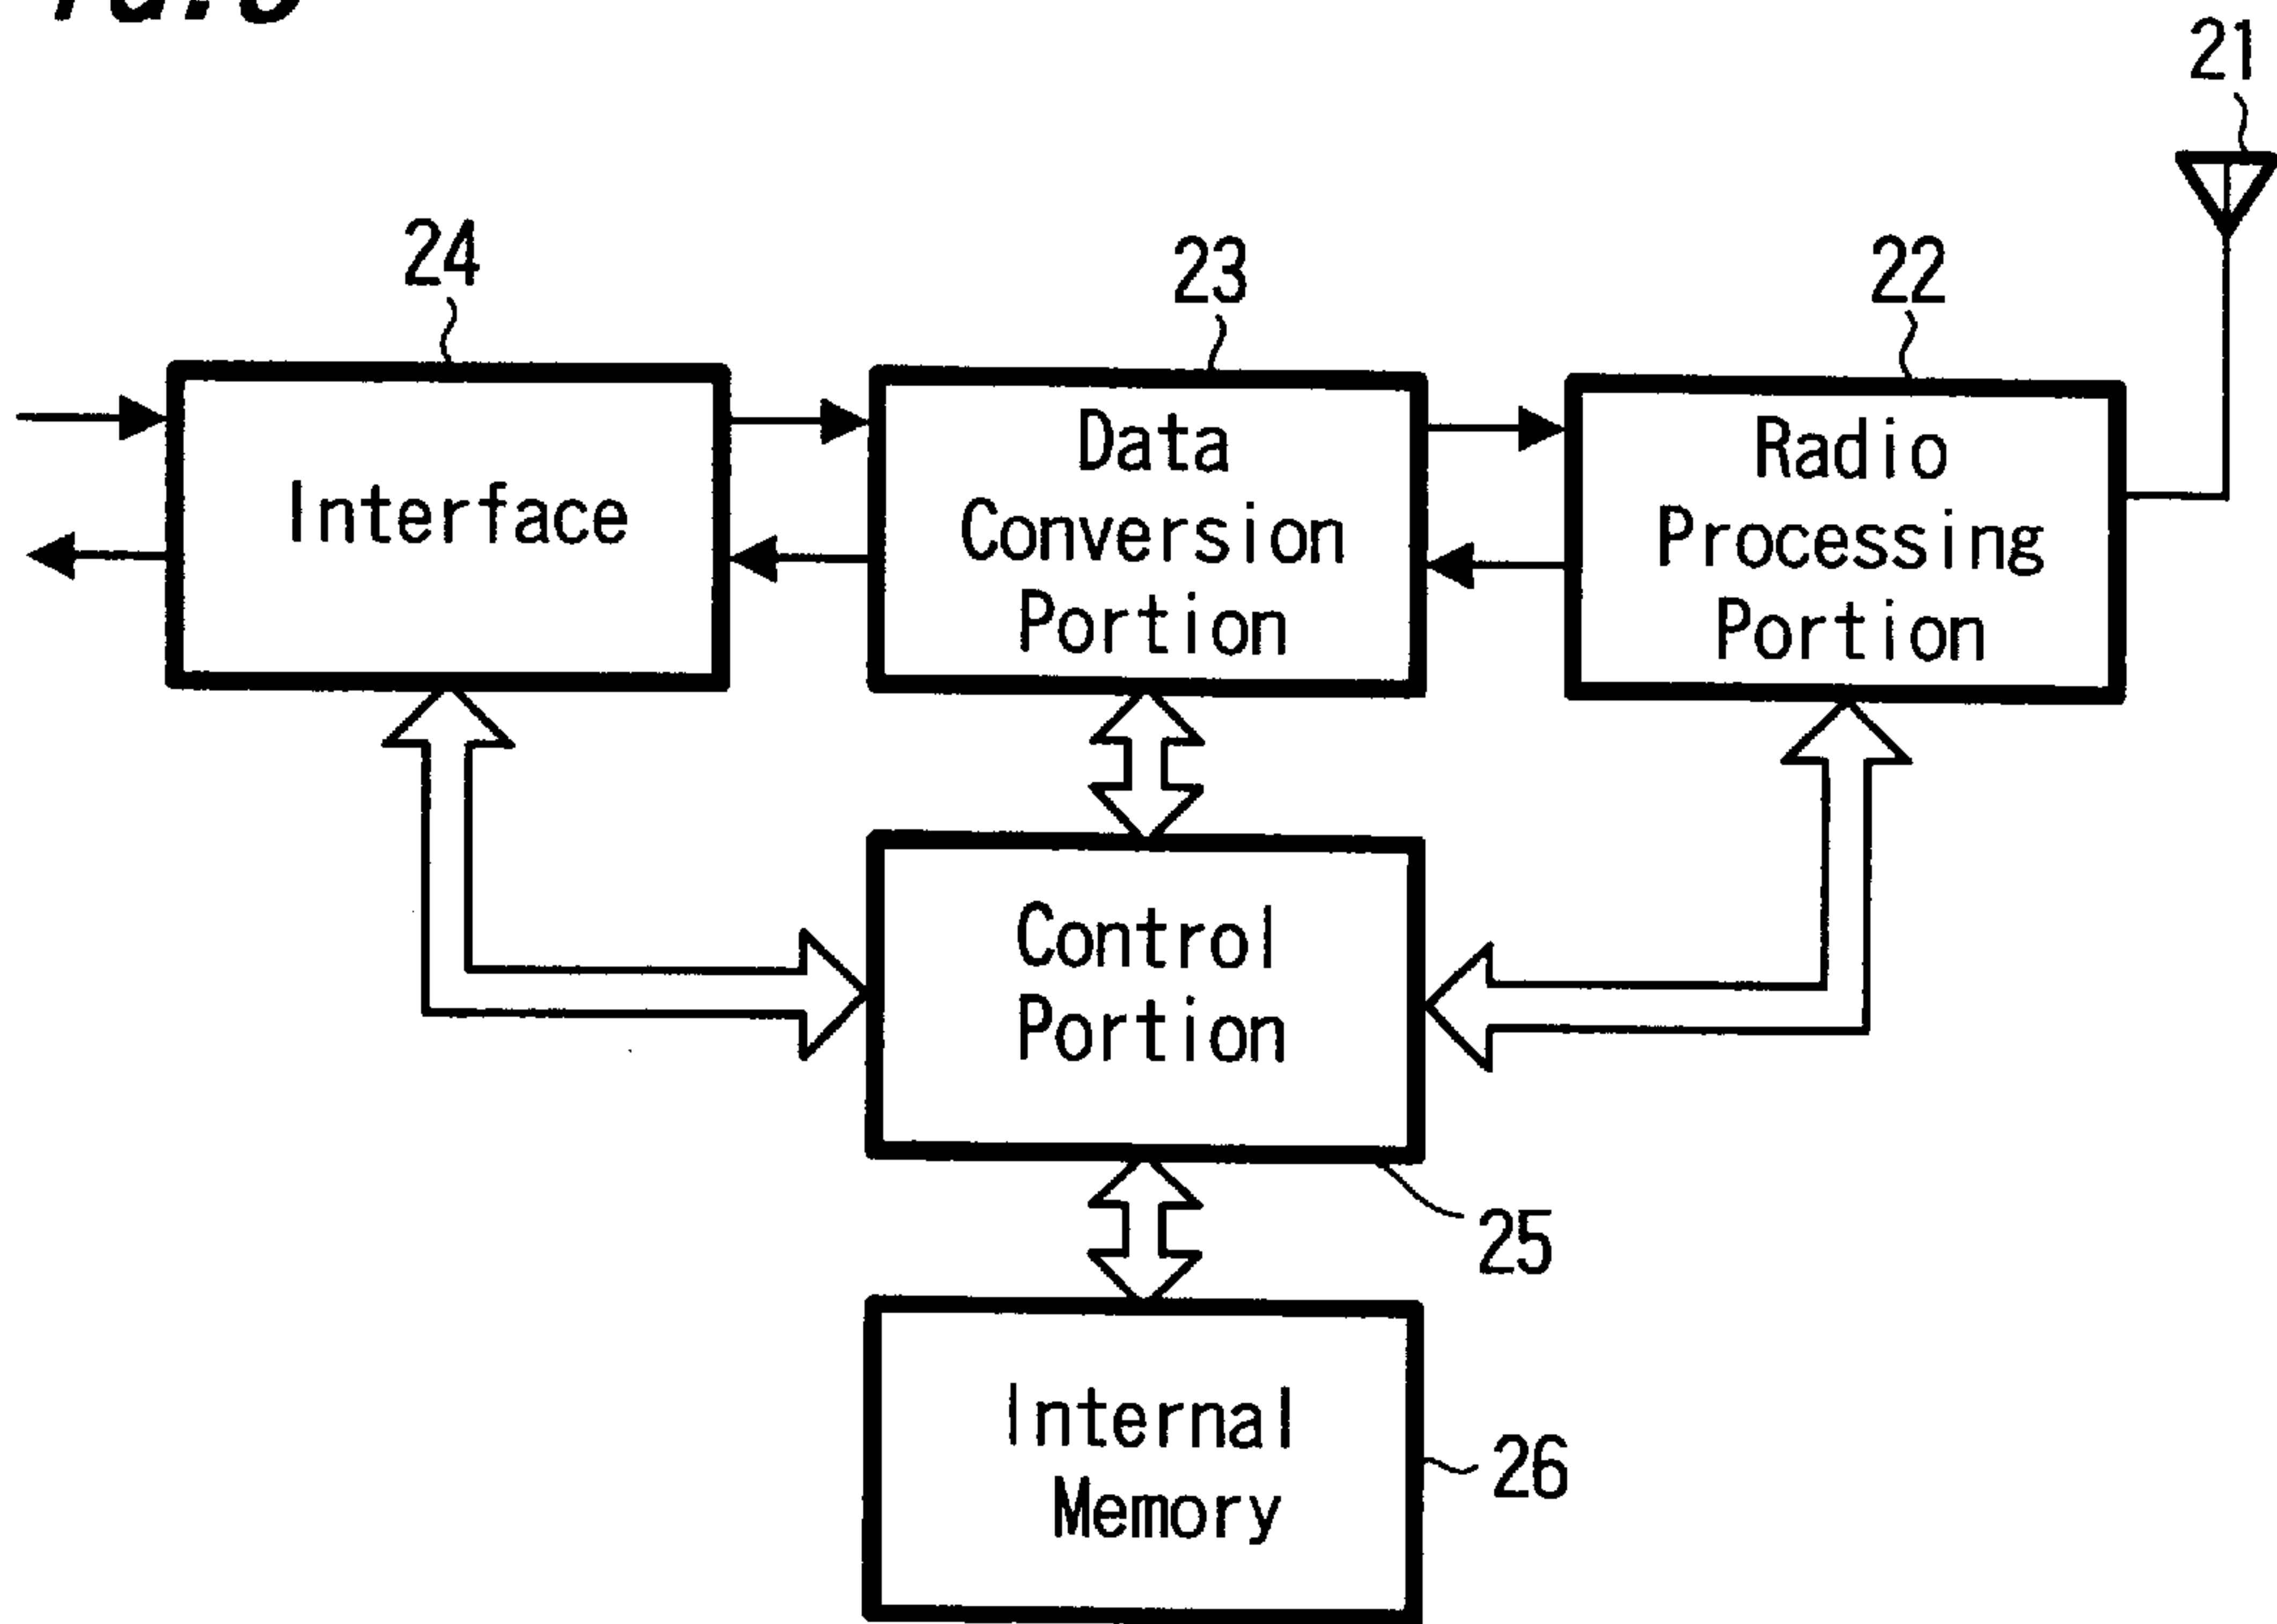 21
24
23
22
Interface
Data
Conversion
Portion
Radio
Processing
Portion
Control
Portion
25
Internal
Memory
26